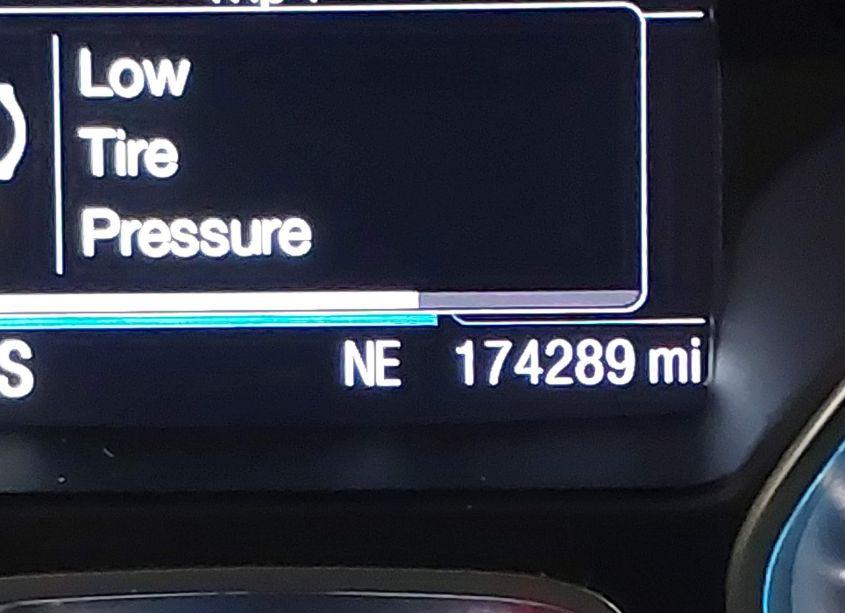 Low
Tire
Pressure
S NE 174289 mi